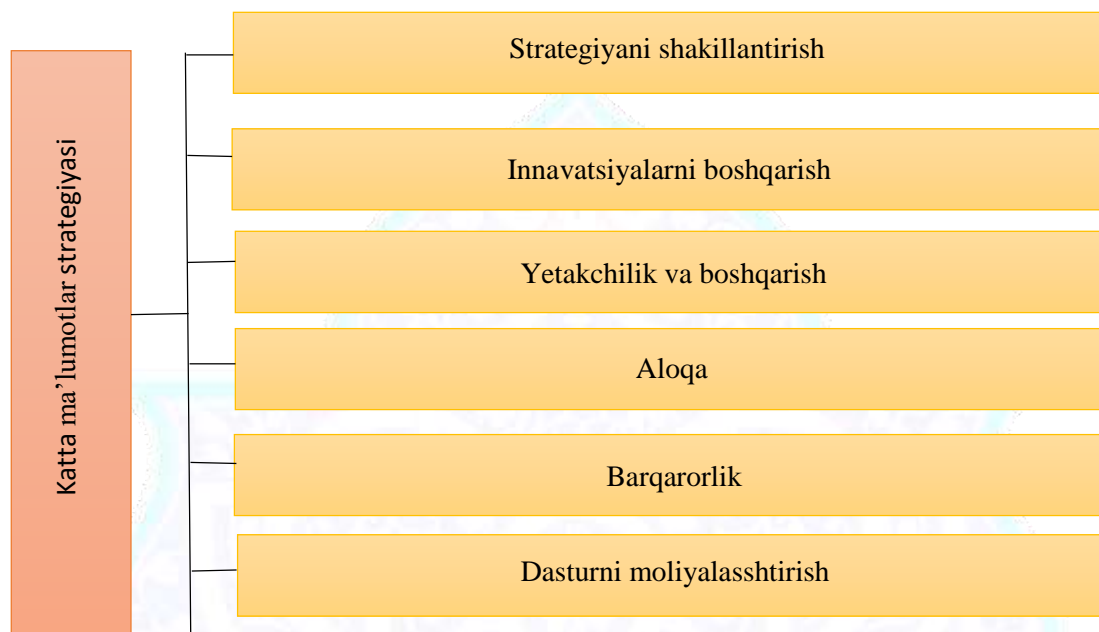 Katta ma’lumotlar strategiyasi
Strategiyani shakillantirish
Innavatsiyalarni boshqarish
Yetakchilik va boshqarish
Aloqa
Barqarorlik
Dasturni moliyalasshtirish